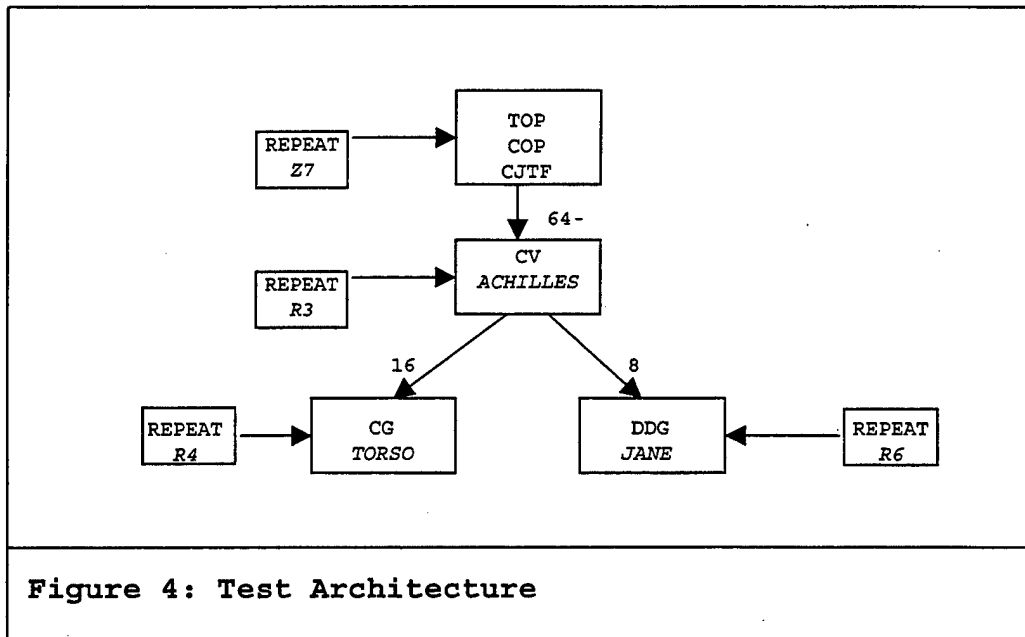 TOP
COP
CJTF
REPEAT
Z7
64-
CV
ACHILLES
REPEAT
R3
16
8
REPEAT
R4
CG
TORSO
DDG
JANE
REPEAT
R6
Figure 4: Test Architecture